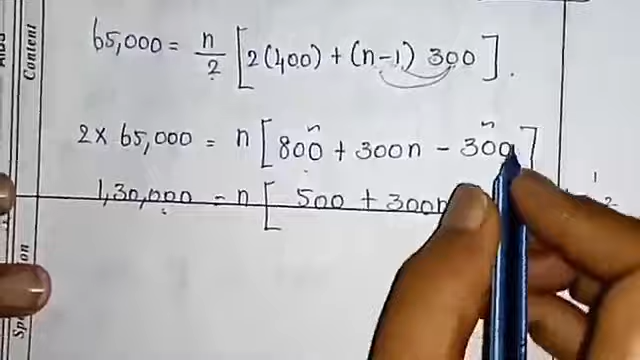 Content
65,000 = n/2 [2(400) + (n-1) 300].
2 x 65,000 = n [800 + 300n - 300]
1,30,000 = n [ 500 + 300n